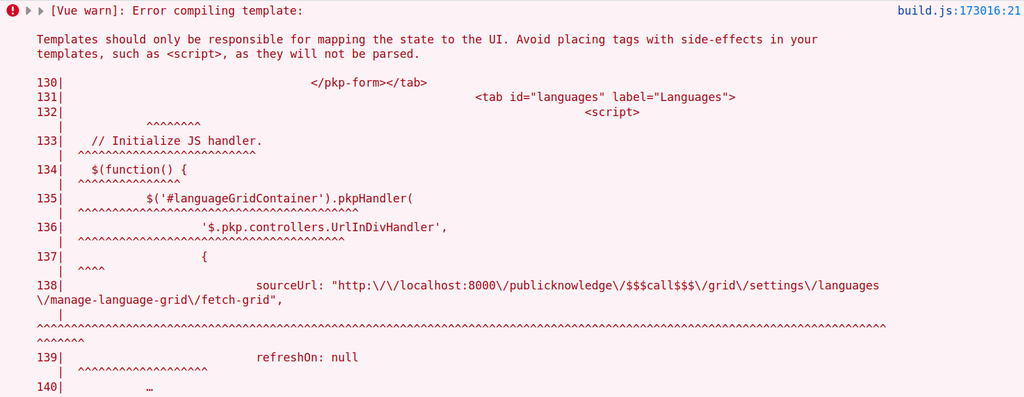 [Vue warn]: Error compiling template:
build.js:173016:21
Templates should only be responsible for mapping the state to the UI. Avoid placing tags with side-effects in your
templates, such as <script>, as they will not be parsed.
130|                                    </pkp-form></tab>
131|                                                            <tab id="languages" label="Languages">
132|                                                                            <script>
   |            ^^^^^^^^
133|    // Initialize JS handler.
   |  ^^^^^^^^^^^^^^^^^^^^^^^^^^
134|    $(function() {
   |  ^^^^^^^^^^^^^^^
135|            $('#languageGridContainer').pkpHandler(
   |  ^^^^^^^^^^^^^^^^^^^^^^^^^^^^^^^^^^^^^^^^^
136|                    '$.pkp.controllers.UrlInDivHandler',
   |  ^^^^^^^^^^^^^^^^^^^^^^^^^^^^^^^^^^^^^^^
137|                    {
   |  ^^^^
138|                            sourceUrl: "http:\/\/localhost:8000\/publicknowledge\/$$$call$$$\/grid\/settings\/languages
\/manage-language-grid\/fetch-grid",
   |
^^^^^^^^^^^^^^^^^^^^^^^^^^^^^^^^^^^^^^^^^^^^^^^^^^^^^^^^^^^^^^^^^^^^^^^^^^^^^^^^^^^^^^^^^^^^^^^^^^^^^^^^^^^^^^^^^^^^^^^^^^^^
^^^^^^^
139|                            refreshOn: null
   |  ^^^^^^^^^^^^^^^^^^^
140|            …